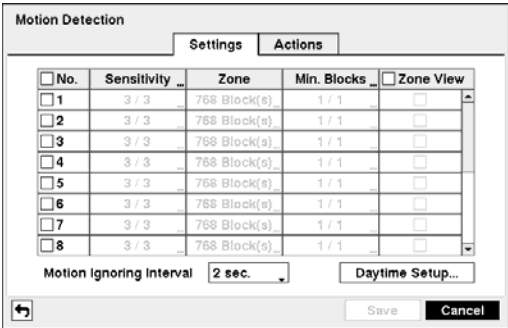 Motion Detection
Settings Actions
No. Sensitivity Zone Min. Blocks Zone View
1 3 / 3 768 Block(s) 1 / 1
2 3 / 3 768 Block(s) 1 / 1
3 3 / 3 768 Block(s) 1 / 1
4 3 / 3 768 Block(s) 1 / 1
5 3 / 3 768 Block(s) 1 / 1
6 3 / 3 768 Block(s) 1 / 1
7 3 / 3 768 Block(s) 1 / 1
8 3 / 3 768 Block(s) 1 / 1
Motion Ignoring Interval 2 sec. Daytime Setup...
Save Cancel